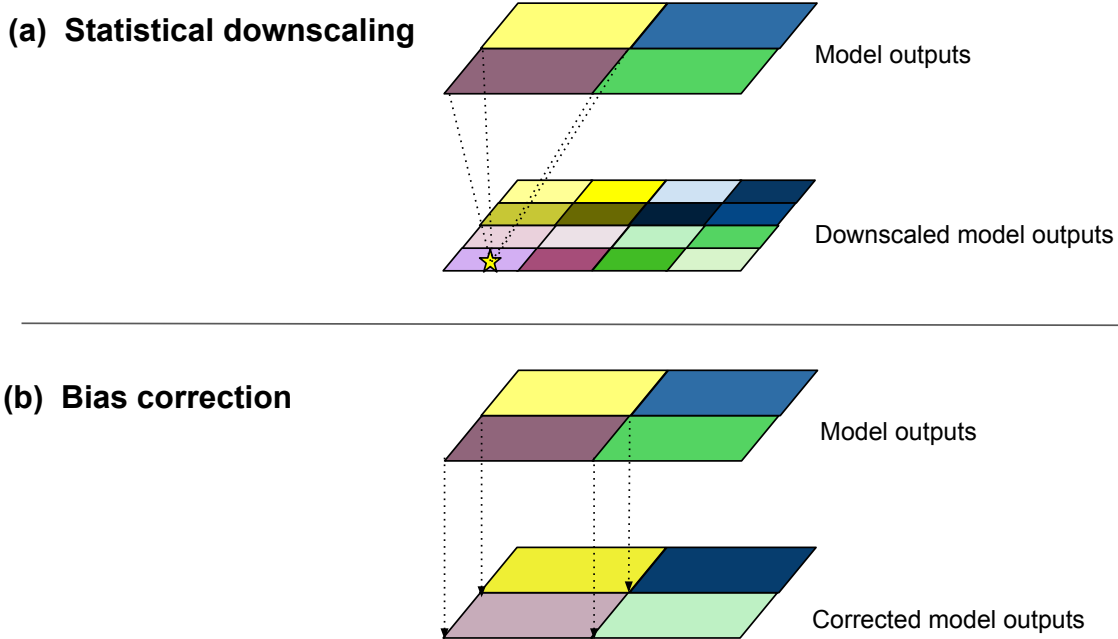 (a) Statistical downscaling
Model outputs
Downscaled model outputs
(b) Bias correction
Model outputs
Corrected model outputs